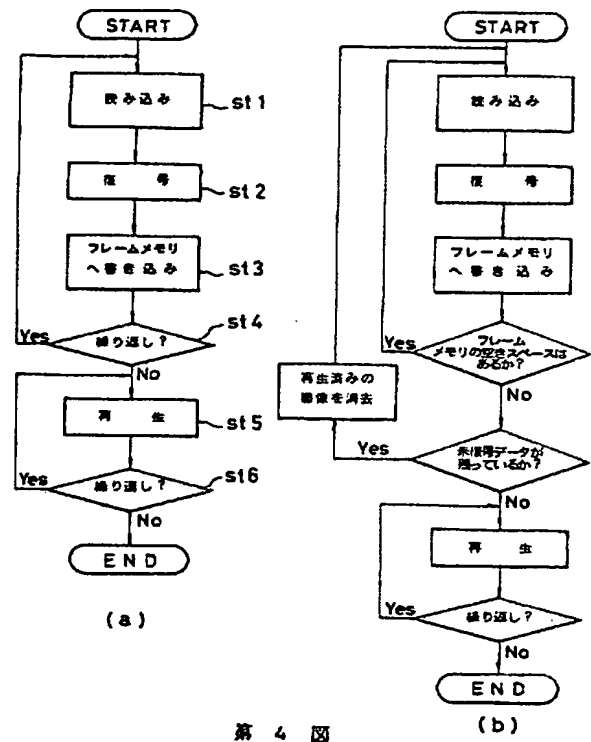 START
読み込み
st1
復号
st2
フレームメモリ
へ書き込み
st3
Yes
繰り返し?
st4
No
再生
st5
Yes
繰り返し?
st6
No
END
(a)
START
読み込み
復号
フレームメモリ
へ書き込み
Yes
フレーム
メモリの空きスペースは
あるか?
再生済みの
画像を消去
No
Yes
データが
残っているか?
No
再生
Yes
繰り返し?
No
END
(b)
第4図